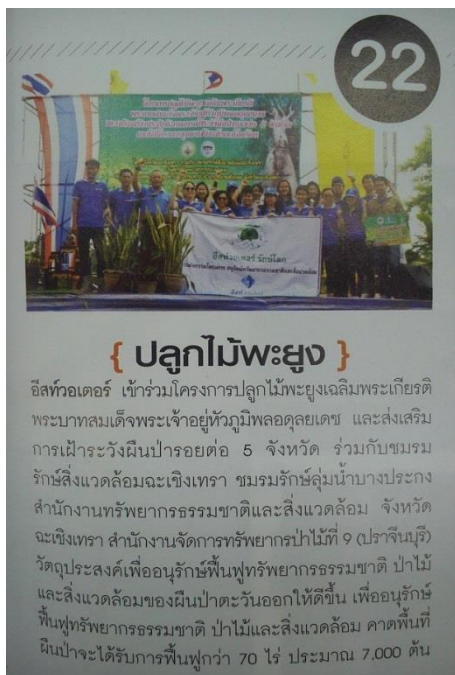 22
อีสท์วอเตอร์ รักษ์โลก
{ ปลูกไม้พะยูง }
อีสท์วอเตอร์ เข้าร่วมโครงการปลูกไม้พะยูงเฉลิมพระเกียรติ
พระบาทสมเด็จพระเจ้าอยู่หัวภูมิพลอดุลยเดช และส่งเสริม
การเฝ้าระวังผืนป่ารอยต่อ 5 จังหวัด ร่วมกับชมรม
รักษ์สิ่งแวดล้อมฉะเชิงเทรา ชมรมรักษ์ลุ่มน้ำบางประกง
สำนักงานทรัพยากรธรรมชาติและสิ่งแวดล้อม จังหวัด
ฉะเชิงเทรา สำนักงานจัดการทรัพยากรป่าไม้ที่ 9 (ปราจีนบุรี)
วัตถุประสงค์เพื่ออนุรักษ์ฟื้นฟูทรัพยากรธรรมชาติ ป่าไม้
และสิ่งแวดล้อมของผืนป่าตะวันออกให้ดีขึ้น เพื่ออนุรักษ์
ฟื้นฟูทรัพยากรธรรมชาติ ป่าไม้และสิ่งแวดล้อม คาดพื้นที่
ผืนป่าจะได้รับการฟื้นฟูกว่า 70 ไร่ ประมาณ 7,000 ต้น